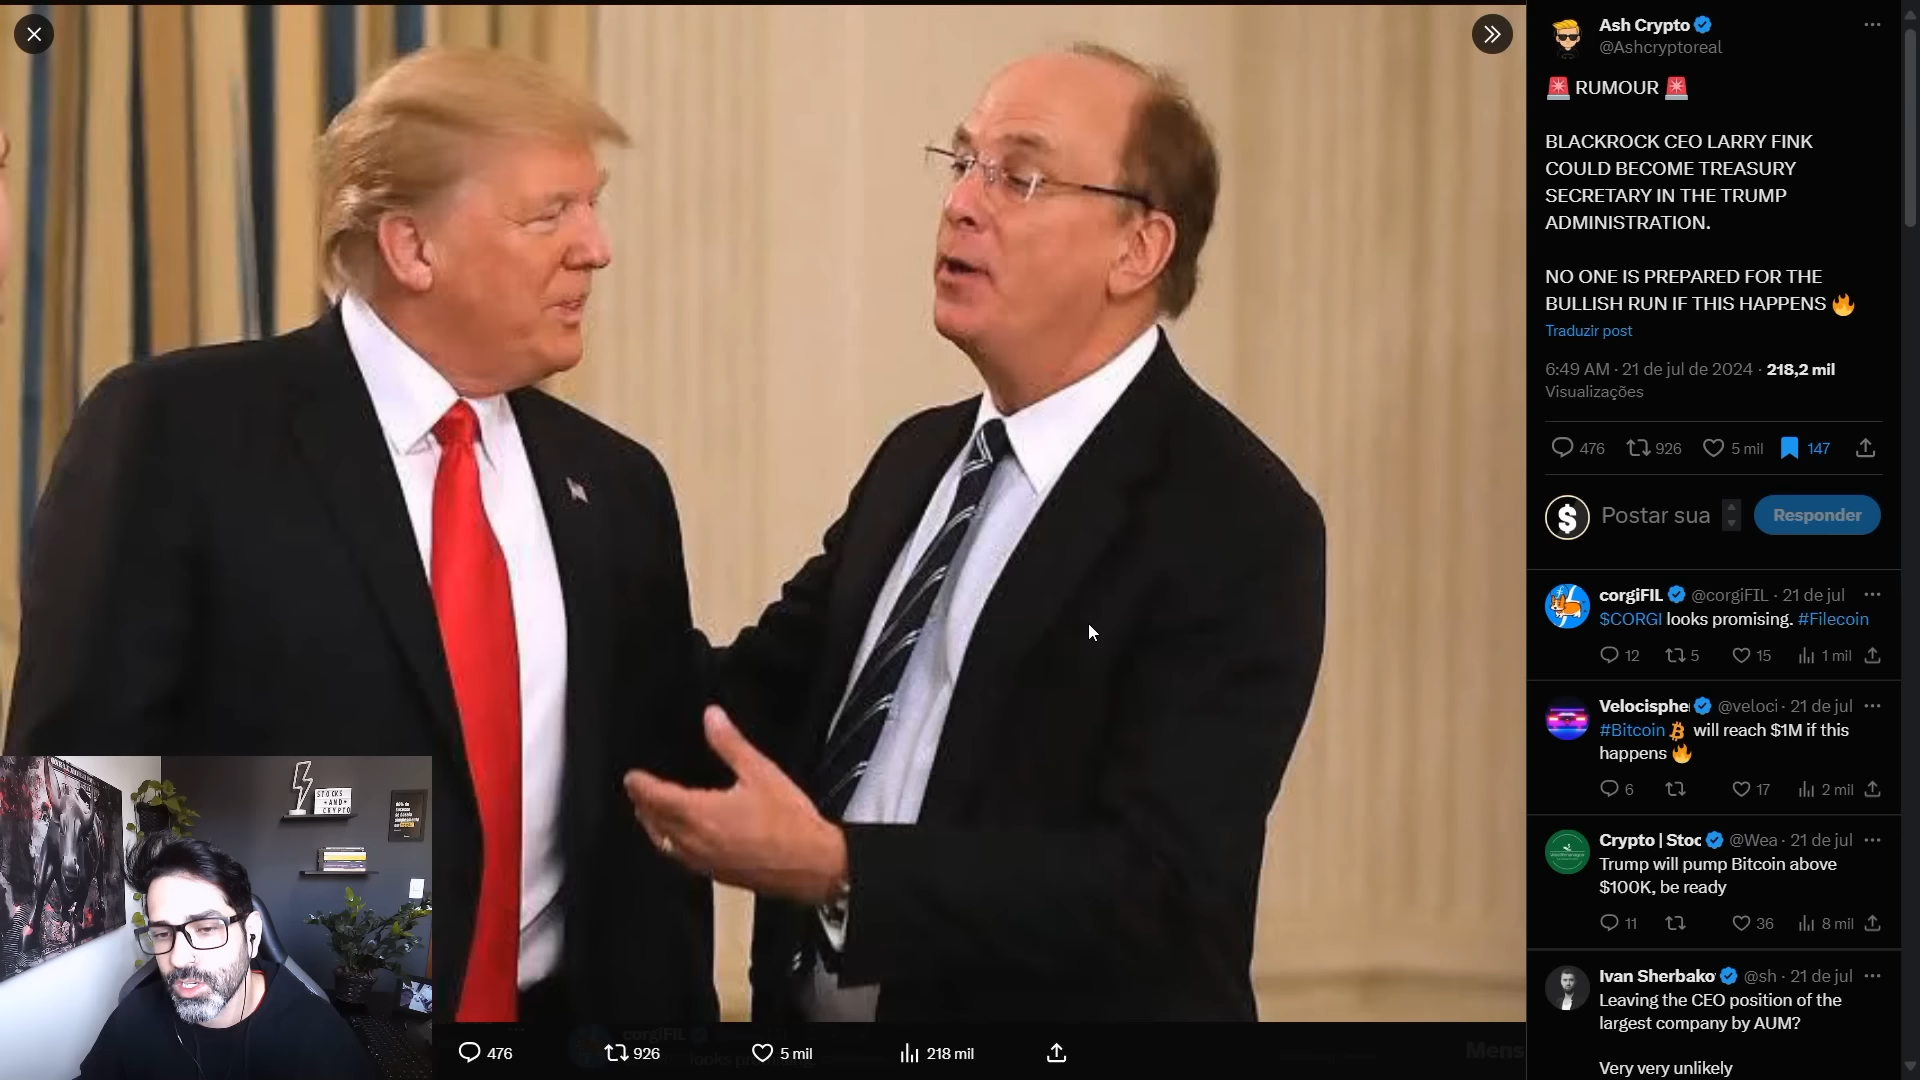 Ash Crypto
@Ashcryptoreal
🚨 RUMOUR 🚨
BLACKROCK CEO LARRY FINK
COULD BECOME TREASURY
SECRETARY IN THE TRUMP
ADMINISTRATION.
NO ONE IS PREPARED FOR THE
BULLISH RUN IF THIS HAPPENS 🔥
Traduzir post
6:49 AM · 21 de jul de 2024 · 218,2 mil
Visualizações
476 926 5 mil 147
Postar sua Responder
corgiFIL @corgiFIL · 21 de jul
$CORGI looks promising. #Filecoin
12 5 15 1 mil
Velocisphe @veloci · 21 de jul
#Bitcoin will reach $1M if this
happens 🔥
6 17 2 mil
Crypto | Stoc @Wea · 21 de jul
Trump will pump Bitcoin above
$100K, be ready
11 36 8 mil
Ivan Sherbako @sh · 21 de jul
Leaving the CEO position of the
largest company by AUM?
Very very unlikely
STOCKS
AND
CRYPTO
corgiFIL
476 926 5 mil 218 mil
Mens